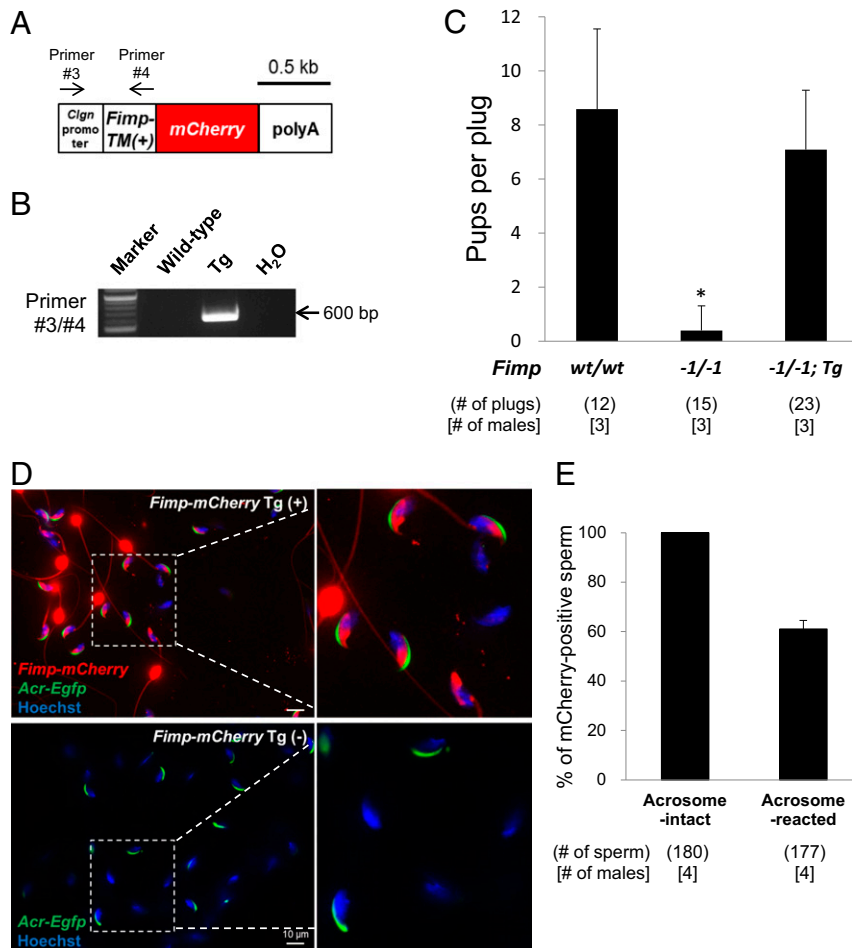 A
Primer #3
Primer #4
0.5 kb
Clgn promo ter
Fimp-TM(+)
mCherry
polyA
B
Marker
Wild-type
Tg
H2O
Primer #3/#4
600 bp
C
Pups per plug
12
10
8
6
4
2
0
*
Fimp wt/wt -1/-1 -1/-1; Tg
(# of plugs) (12) (15) (23)
[# of males] [3] [3] [3]
D
Fimp-mCherry Tg (+)
Fimp-mCherry
Acr-Egfp
Hoechst
Fimp-mCherry Tg (-)
Acr-Egfp
Hoechst
10 μm
E
% of mCherry-positive sperm
100
80
60
40
20
0
Acrosome -intact
Acrosome -reacted
(# of sperm) (180) (177)
[# of males] [4] [4]